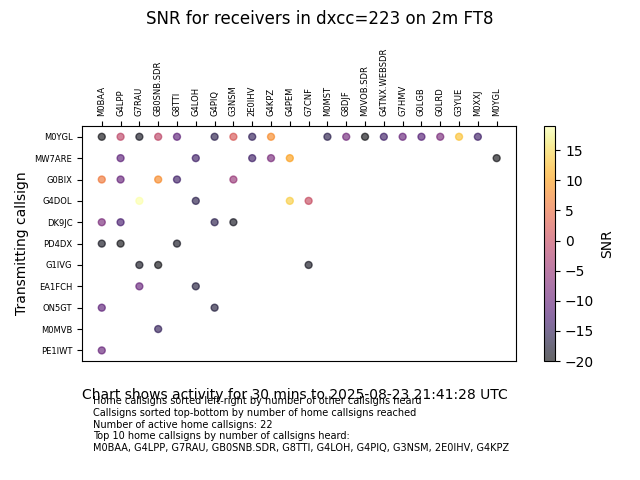 SNR for receivers in dxcc=223 on 2m FT8
M0BAA G4LPP G7RAU GB0SNB.SDR G8TTI G4LOH G4PIQ G3NSM 2E0IHV G4KPZ G4PEM G7CNF M0MST G8DJF M0VOB.SDR G4TNX.WEBSDR G7HMV G0LGB G0LRD G3YUE M0XXJ M0YGL
M0YGL
MW7ARE
G0BIX
G4DOL
DK9JC
PD4DX
G1IVG
EA1FCH
ON5GT
M0MVB
PE1IWT
Transmitting callsign
15
10
5
0
−5
−10
−15
−20
SNR
Chart shows activity for 30 mins to 2025-08-23 21:41:28 UTC
Home callsigns sorted left-right by number of other callsigns heard
Callsigns sorted top-bottom by number of home callsigns reached
Number of active home callsigns: 22
Top 10 home callsigns by number of callsigns heard:
M0BAA, G4LPP, G7RAU, GB0SNB.SDR, G8TTI, G4LOH, G4PIQ, G3NSM, 2E0IHV, G4KPZ